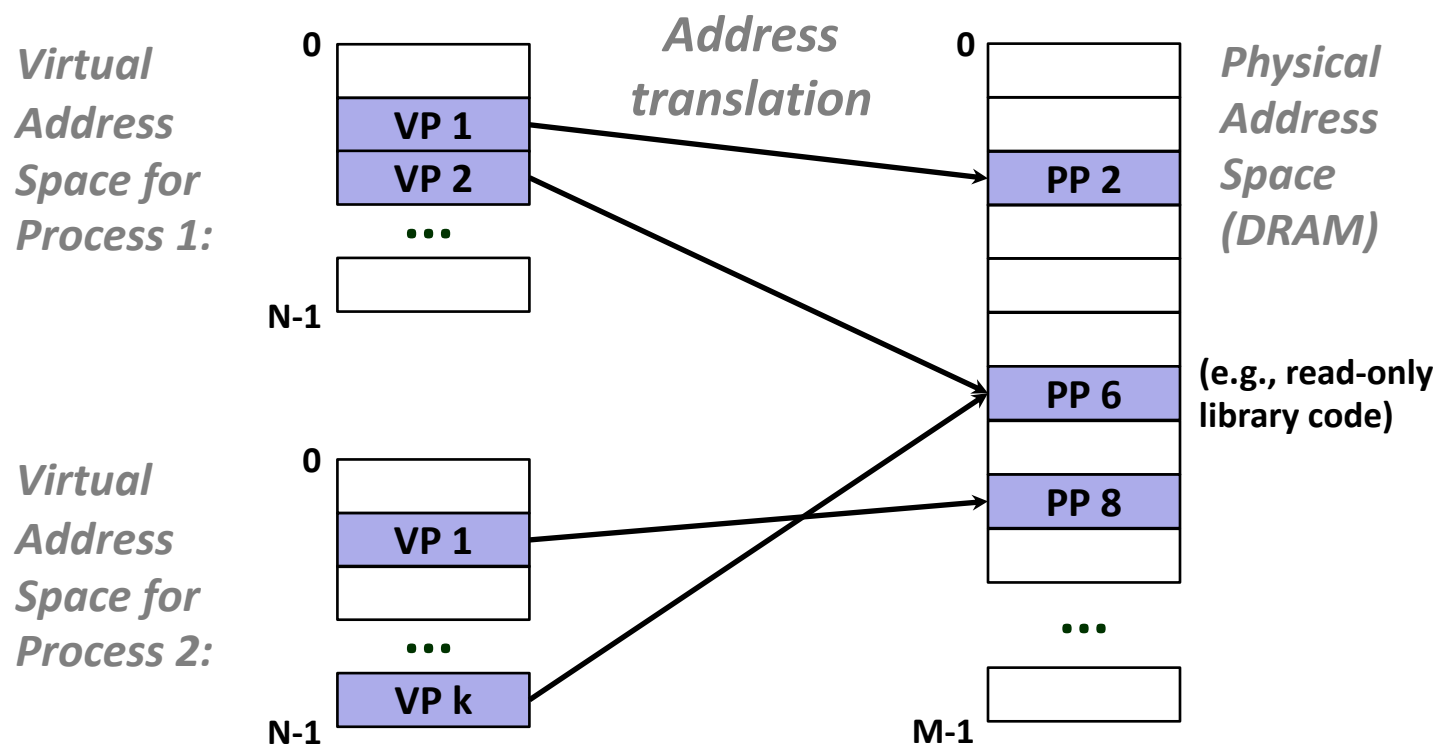 Virtual
Address
Space for
Process 1:
0
VP 1
VP 2
...
N-1
Address
translation
0
PP 2
PP 6
PP 8
...
M-1
Physical
Address
Space
(DRAM)
(e.g., read-only
library code)
Virtual
Address
Space for
Process 2:
0
VP 1
...
VP k
N-1